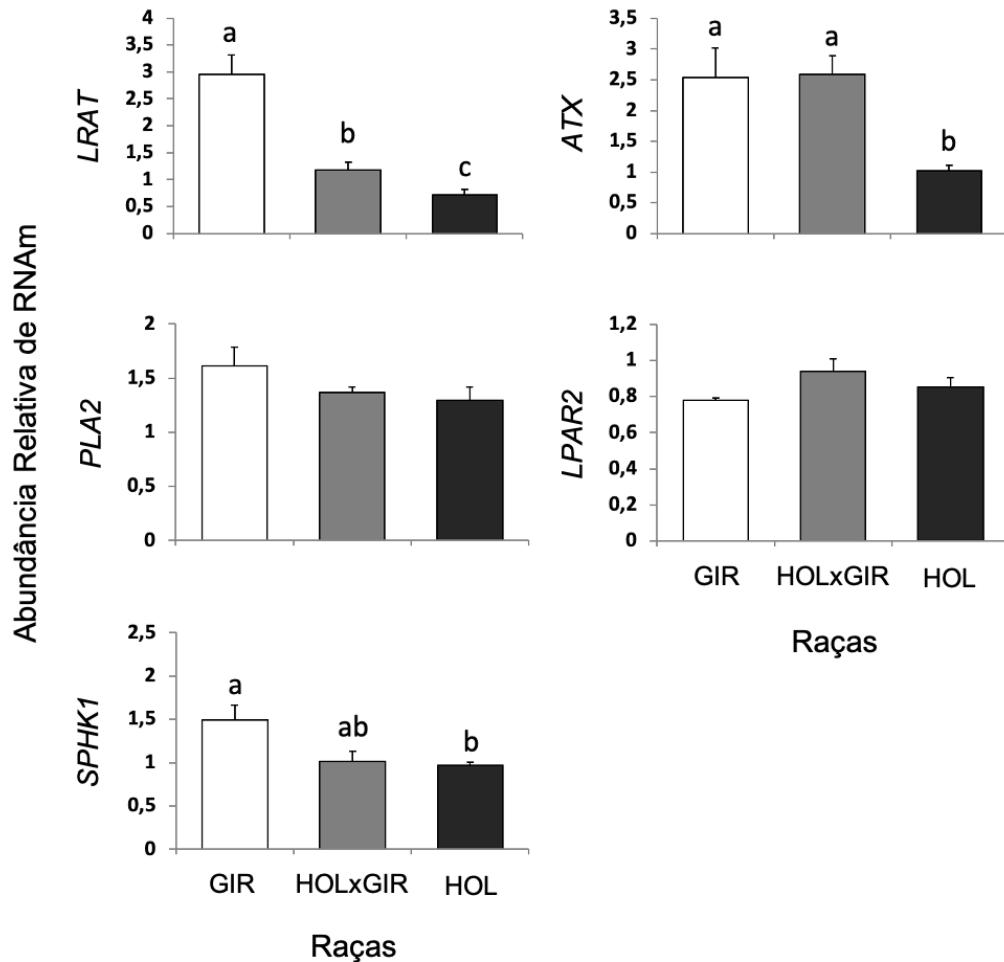 Abundância Relativa de RNAm
LRAT
4
3,5
3
2,5
2
1,5
1
0,5
0
a
b
c
ATX
3,5
3
2,5
2
1,5
1
0,5
0
a
a
b
PLA2
2
1,5
1
0,5
0
LPAR2
1,2
1
0,8
0,6
0,4
0,2
0
GIR HOLxGIR HOL
Raças
SPHK1
2,5
2
1,5
1
0,5
0
a
ab
b
GIR HOLxGIR HOL
Raças